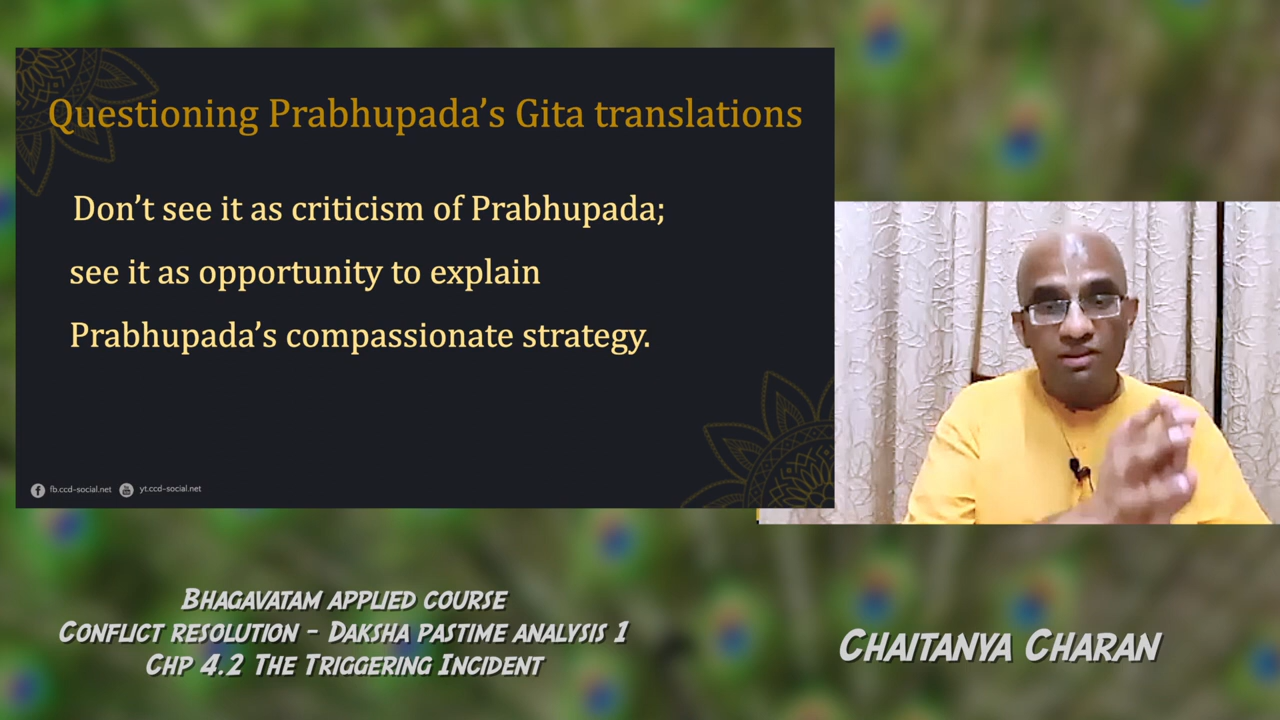 Questioning Prabhupada’s Gita translations
Don’t see it as criticism of Prabhupada;
see it as opportunity to explain
Prabhupada’s compassionate strategy.
fb.ccd-social.net yt.ccd-social.net
Bhagavatam applied course
Conflict resolution - Daksha pastime analysis 1
Chp 4.2 The Triggering Incident
Chaitanya Charan